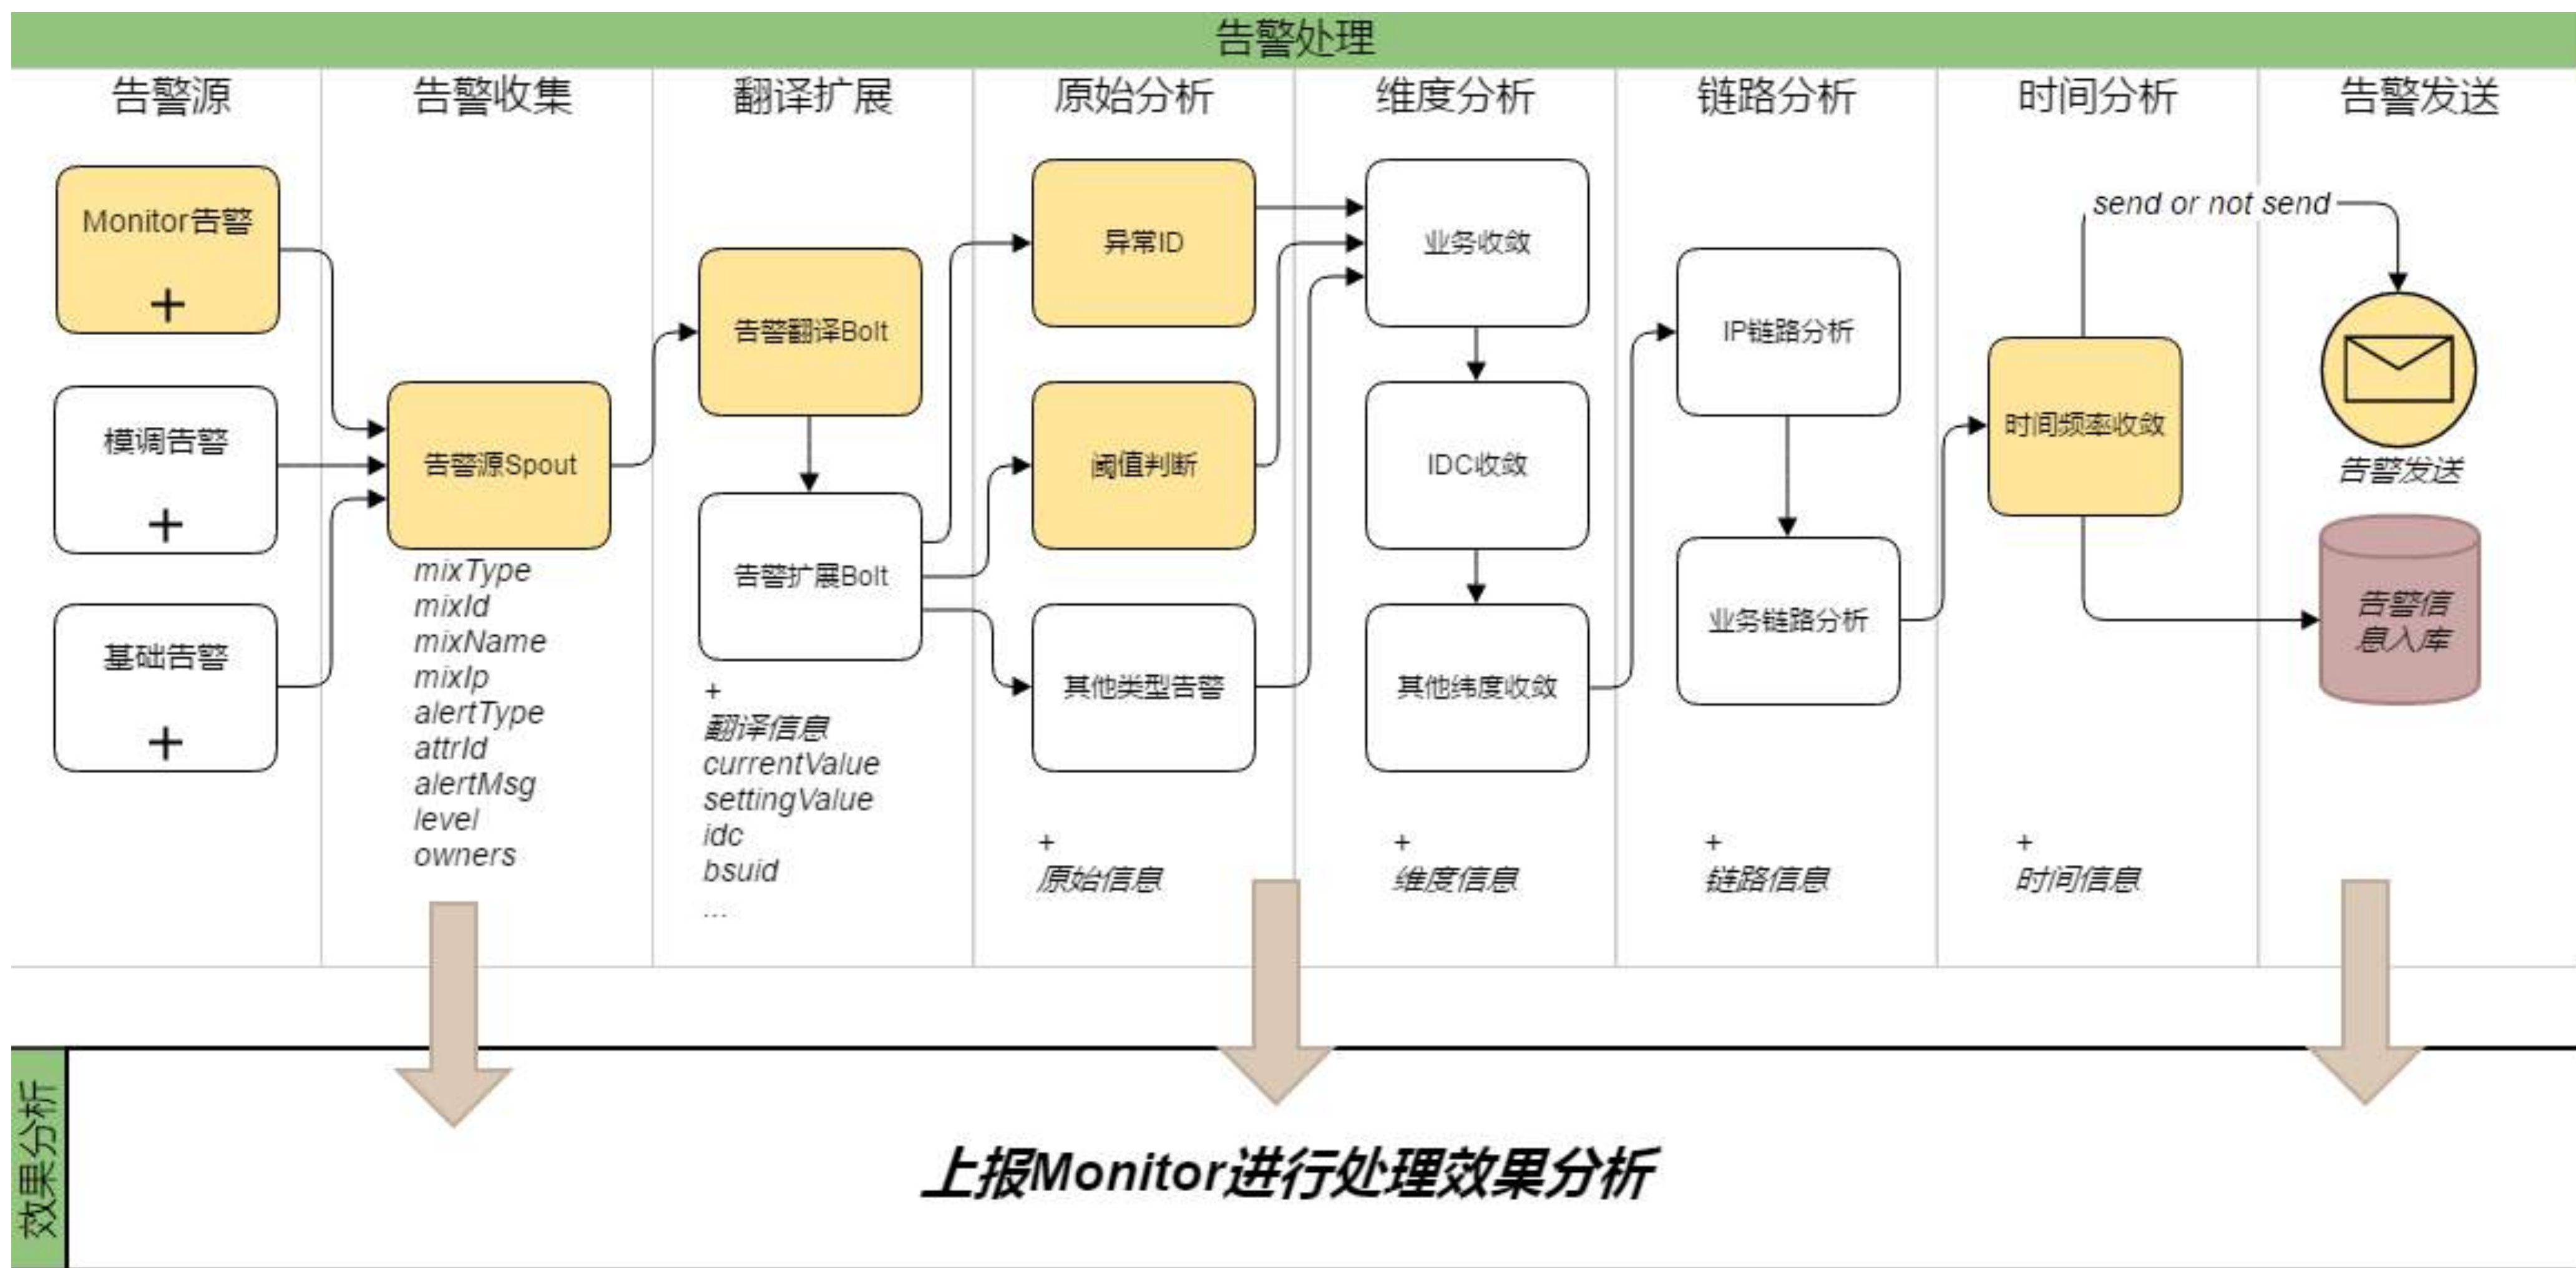 告警处理
告警源
告警收集
翻译扩展
原始分析
维度分析
链路分析
时间分析
告警发送
Monitor告警
+
模调告警
+
基础告警
+
告警源Spout
mixType
mixId
mixName
mixIp
alertType
attrId
alertMsg
level
owners
告警翻译Bolt
告警扩展Bolt
+
翻译信息
currentValue
settingValue
idc
bsuid
...
异常ID
阈值判断
其他类型告警
+
原始信息
业务收敛
IDC收敛
其他纬度收敛
+
维度信息
IP链路分析
业务链路分析
+
链路信息
时间频率收敛
+
时间信息
send or not send
告警发送
告警信
息入库
效果分析
上报Monitor进行处理效果分析